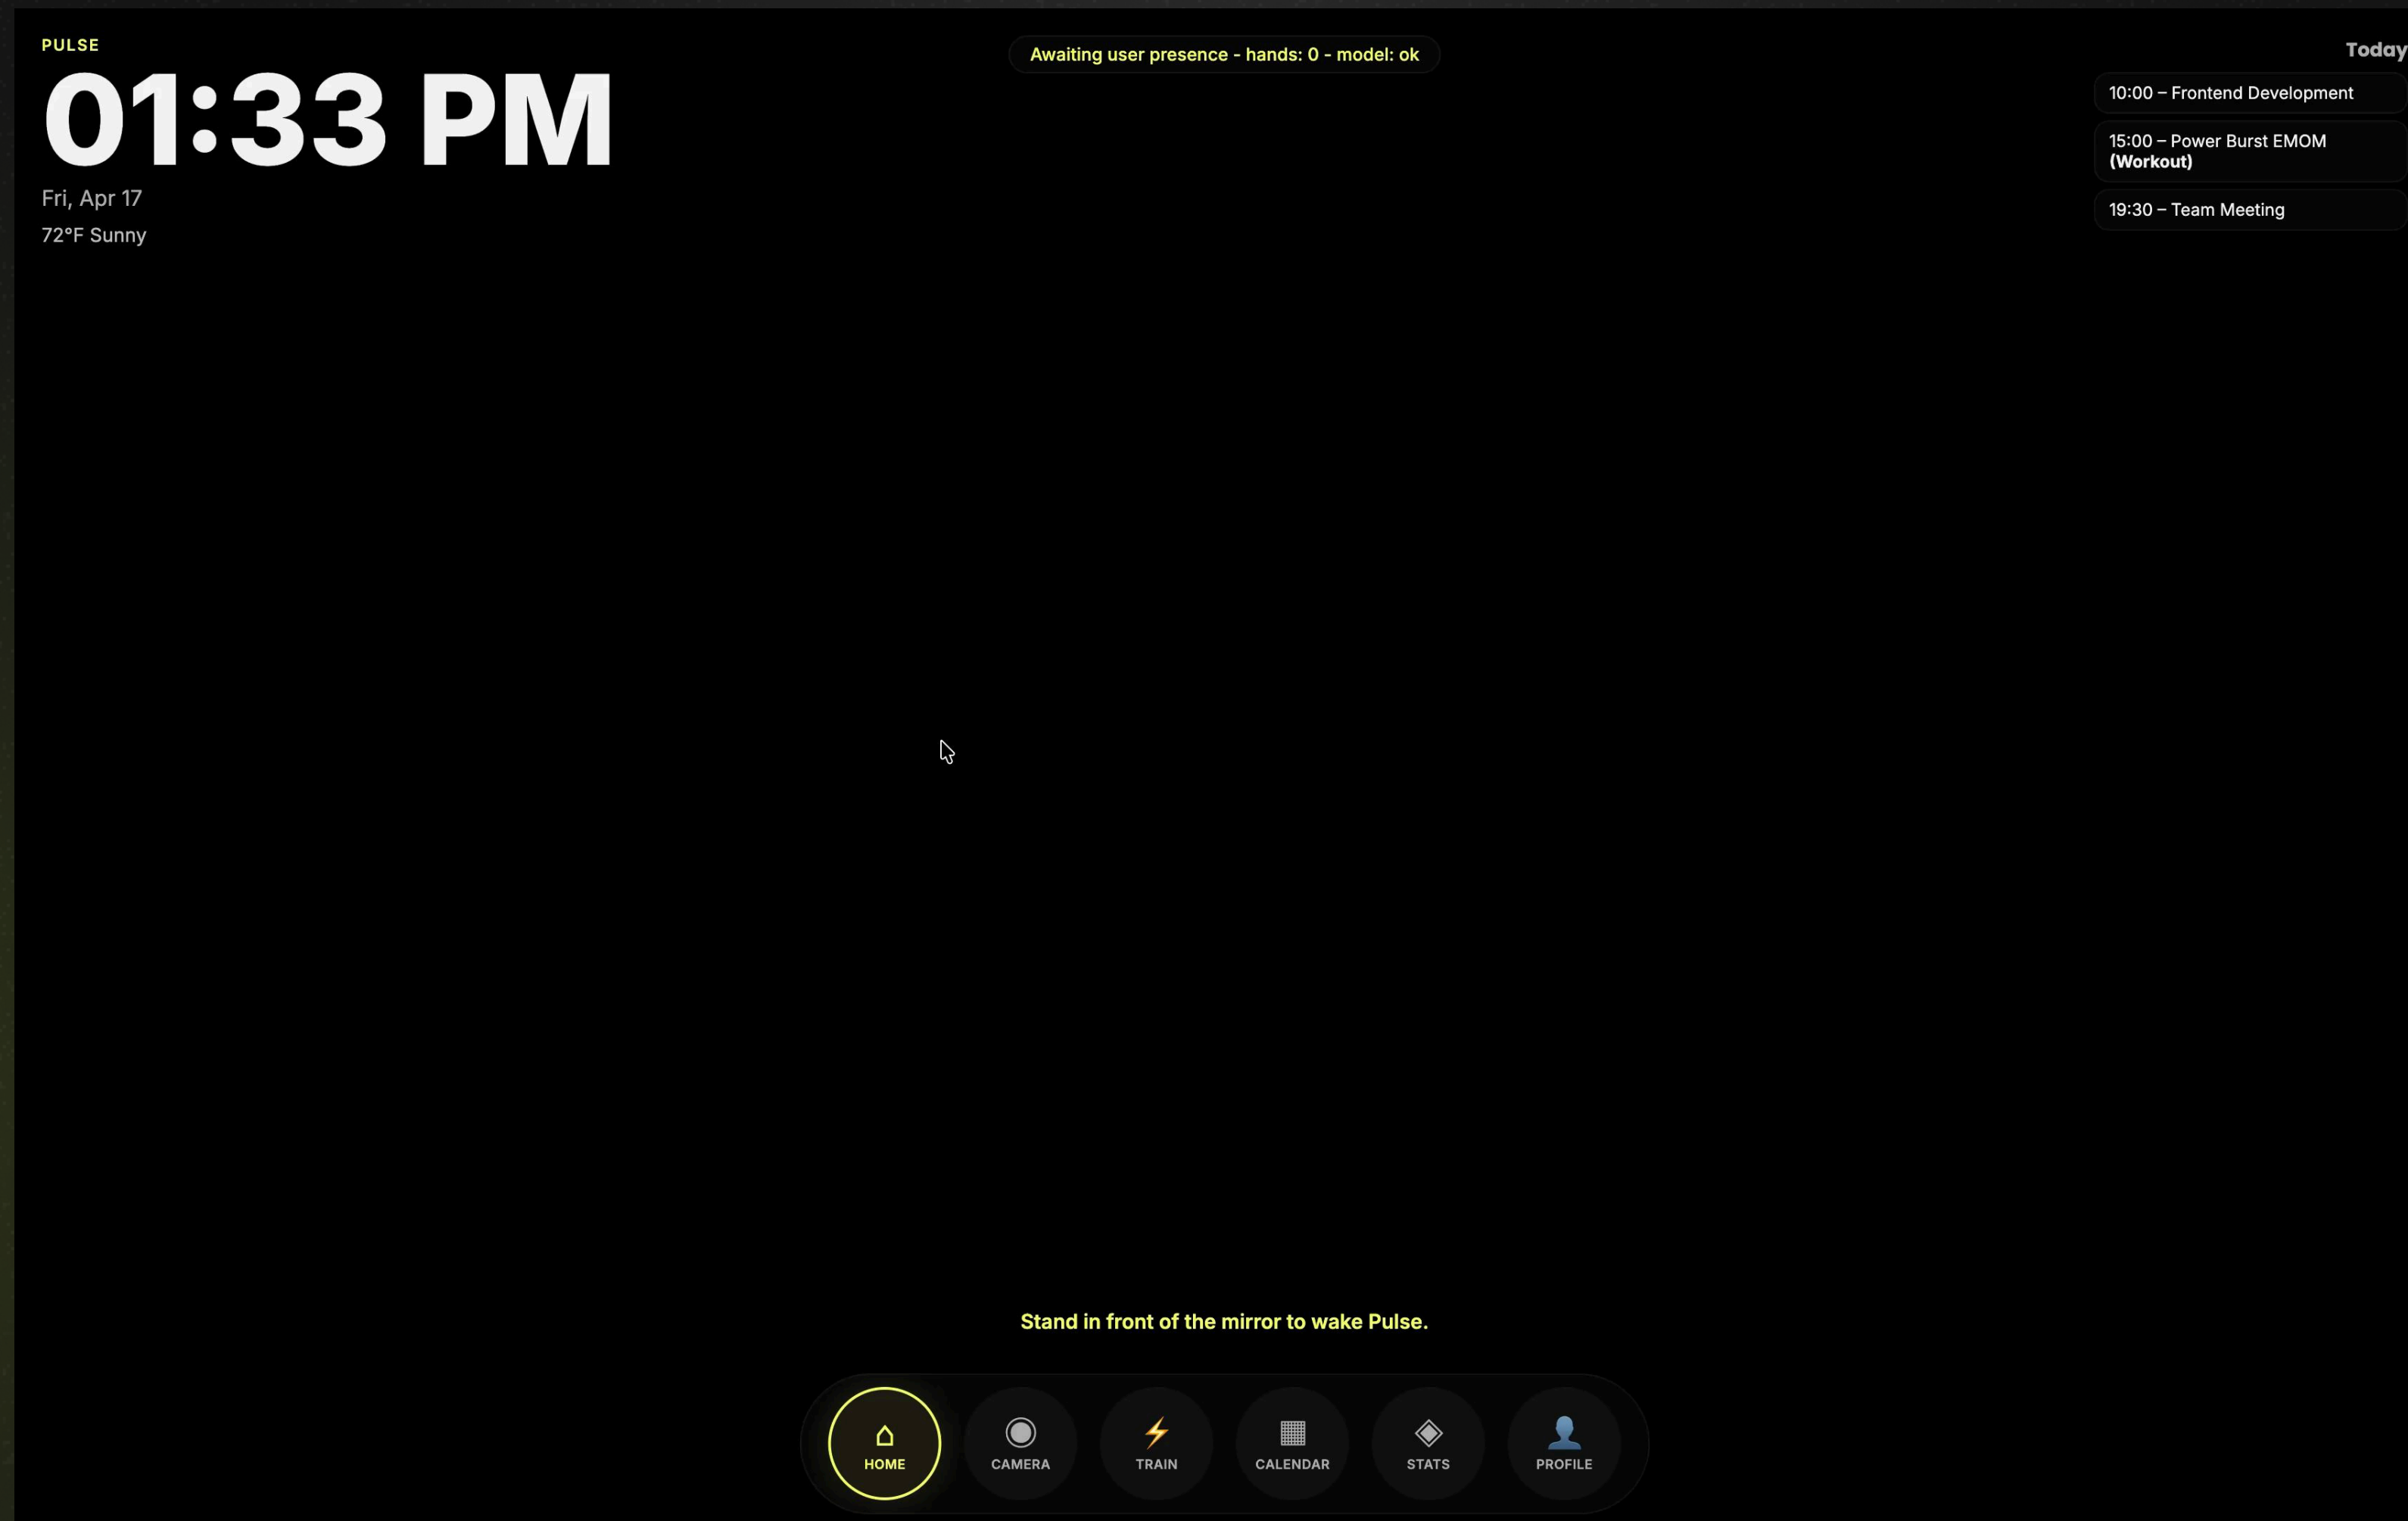 PULSE
01:33 PM
Fri, Apr 17
72°F Sunny
Awaiting user presence - hands: 0 - model: ok
Today
10:00 – Frontend Development
15:00 – Power Burst EMOM
(Workout)
19:30 – Team Meeting
Stand in front of the mirror to wake Pulse.
HOME
CAMERA
TRAIN
CALENDAR
STATS
PROFILE